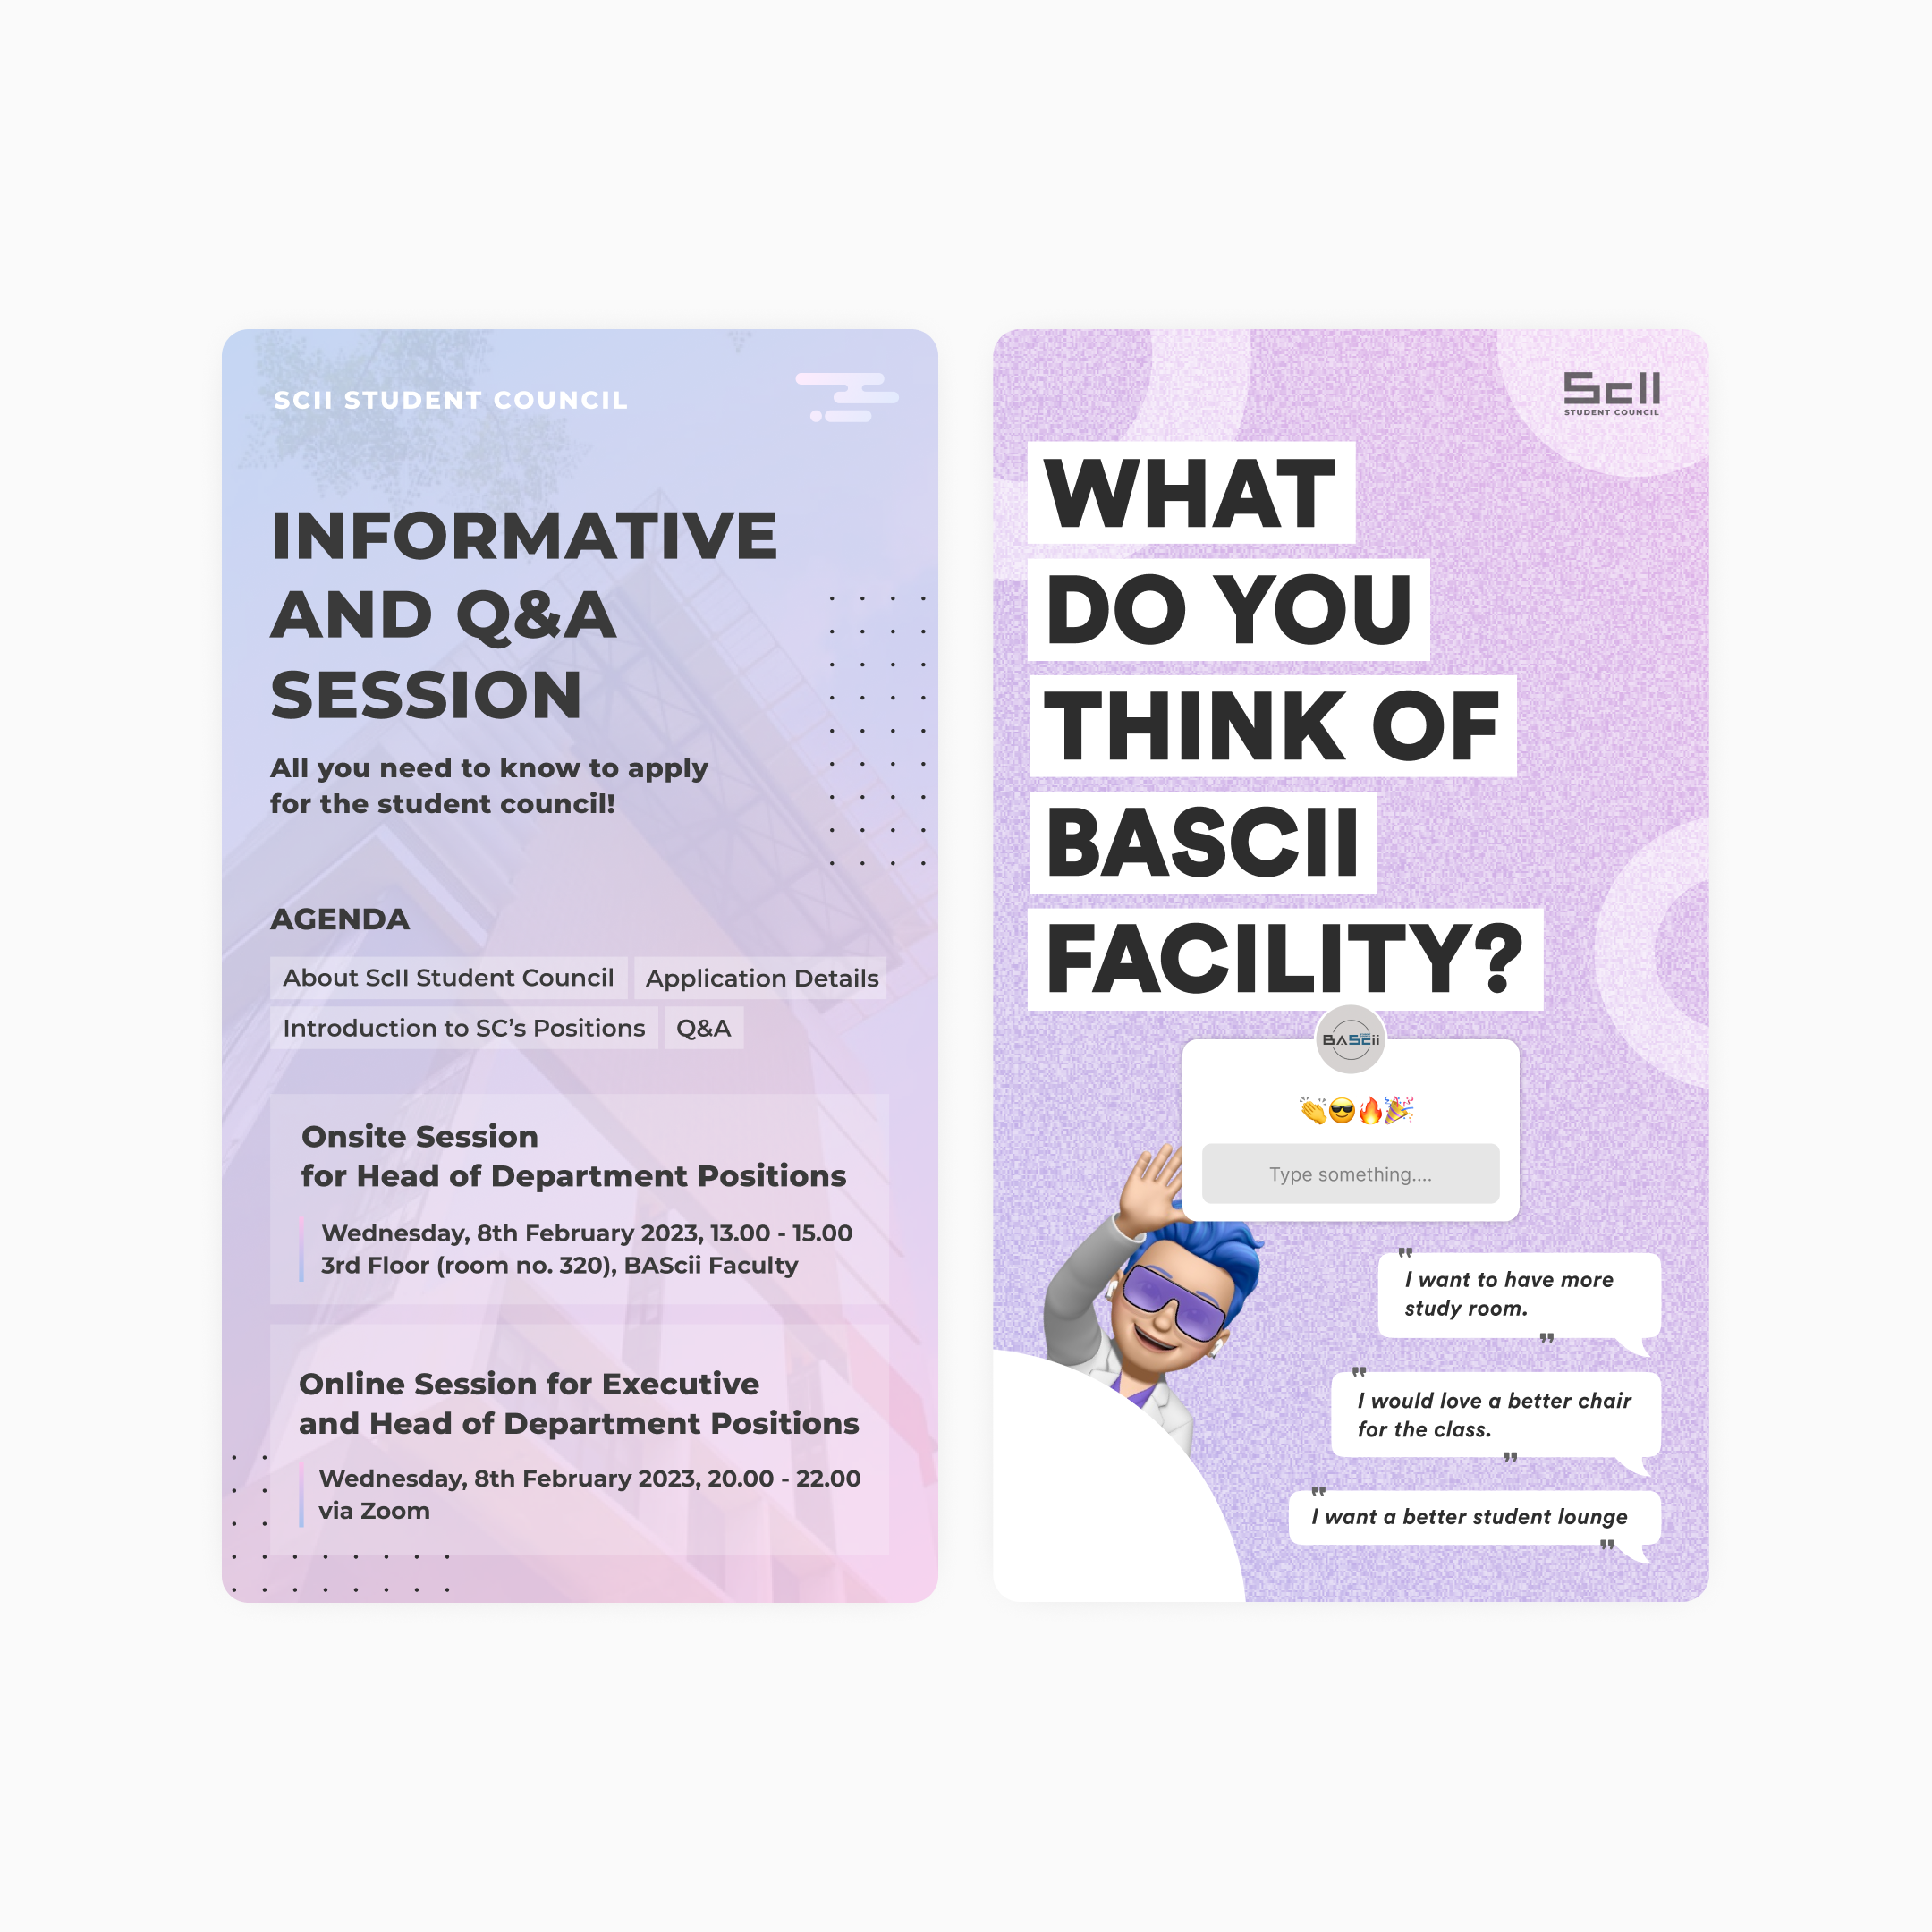 SCII STUDENT COUNCIL
INFORMATIVE
AND Q&A
SESSION
All you need to know to apply
for the student council!
AGENDA
About ScII Student Council
Application Details
Introduction to SC’s Positions
Q&A
Onsite Session
for Head of Department Positions
Wednesday, 8th February 2023, 13.00 - 15.00
3rd Floor (room no. 320), BAScii Faculty
Online Session for Executive
and Head of Department Positions
Wednesday, 8th February 2023, 20.00 - 22.00
via Zoom
ScII
STUDENT COUNCIL
WHAT
DO YOU
THINK OF
BASCII
FACILITY?
BAScii
👏😎🔥🎉
Type something....
"I want to have more
study room."
"I would love a better chair
for the class."
"I want a better student lounge"